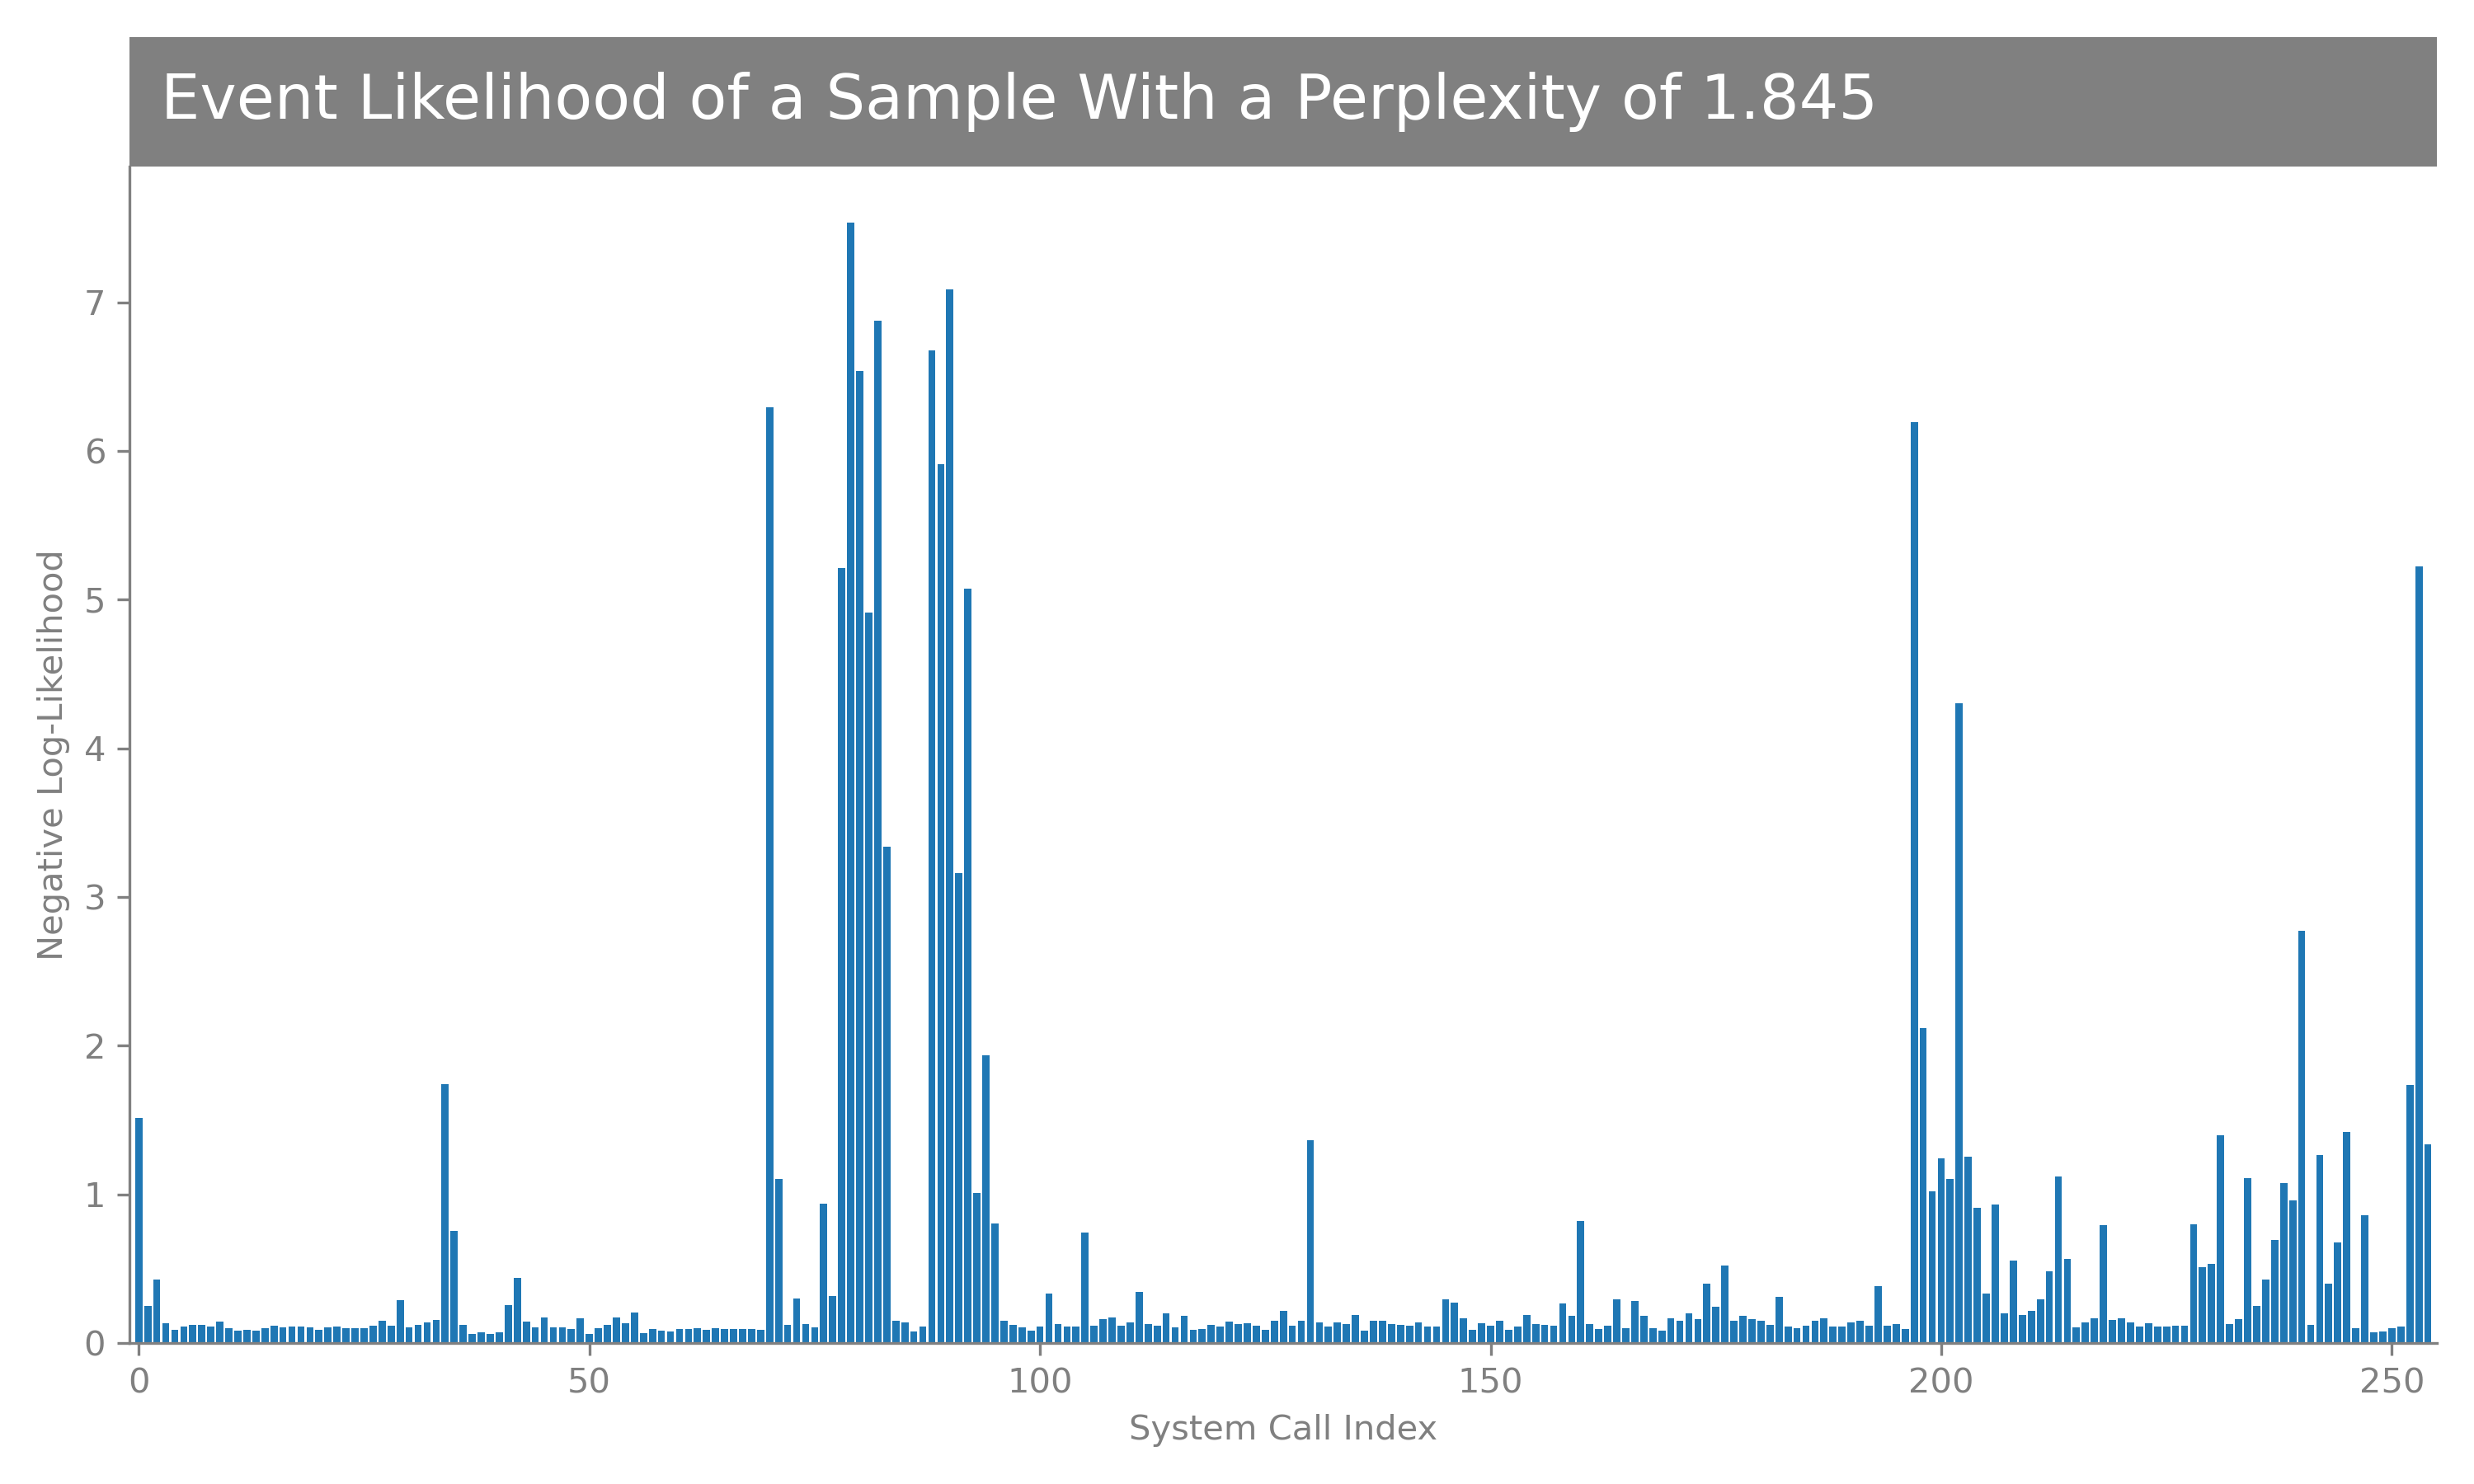 Event Likelihood of a Sample With a Perplexity of 1.845
Negative Log-Likelihood
7
6
5
4
3
2
1
0
0 50 100 150 200 250
System Call Index